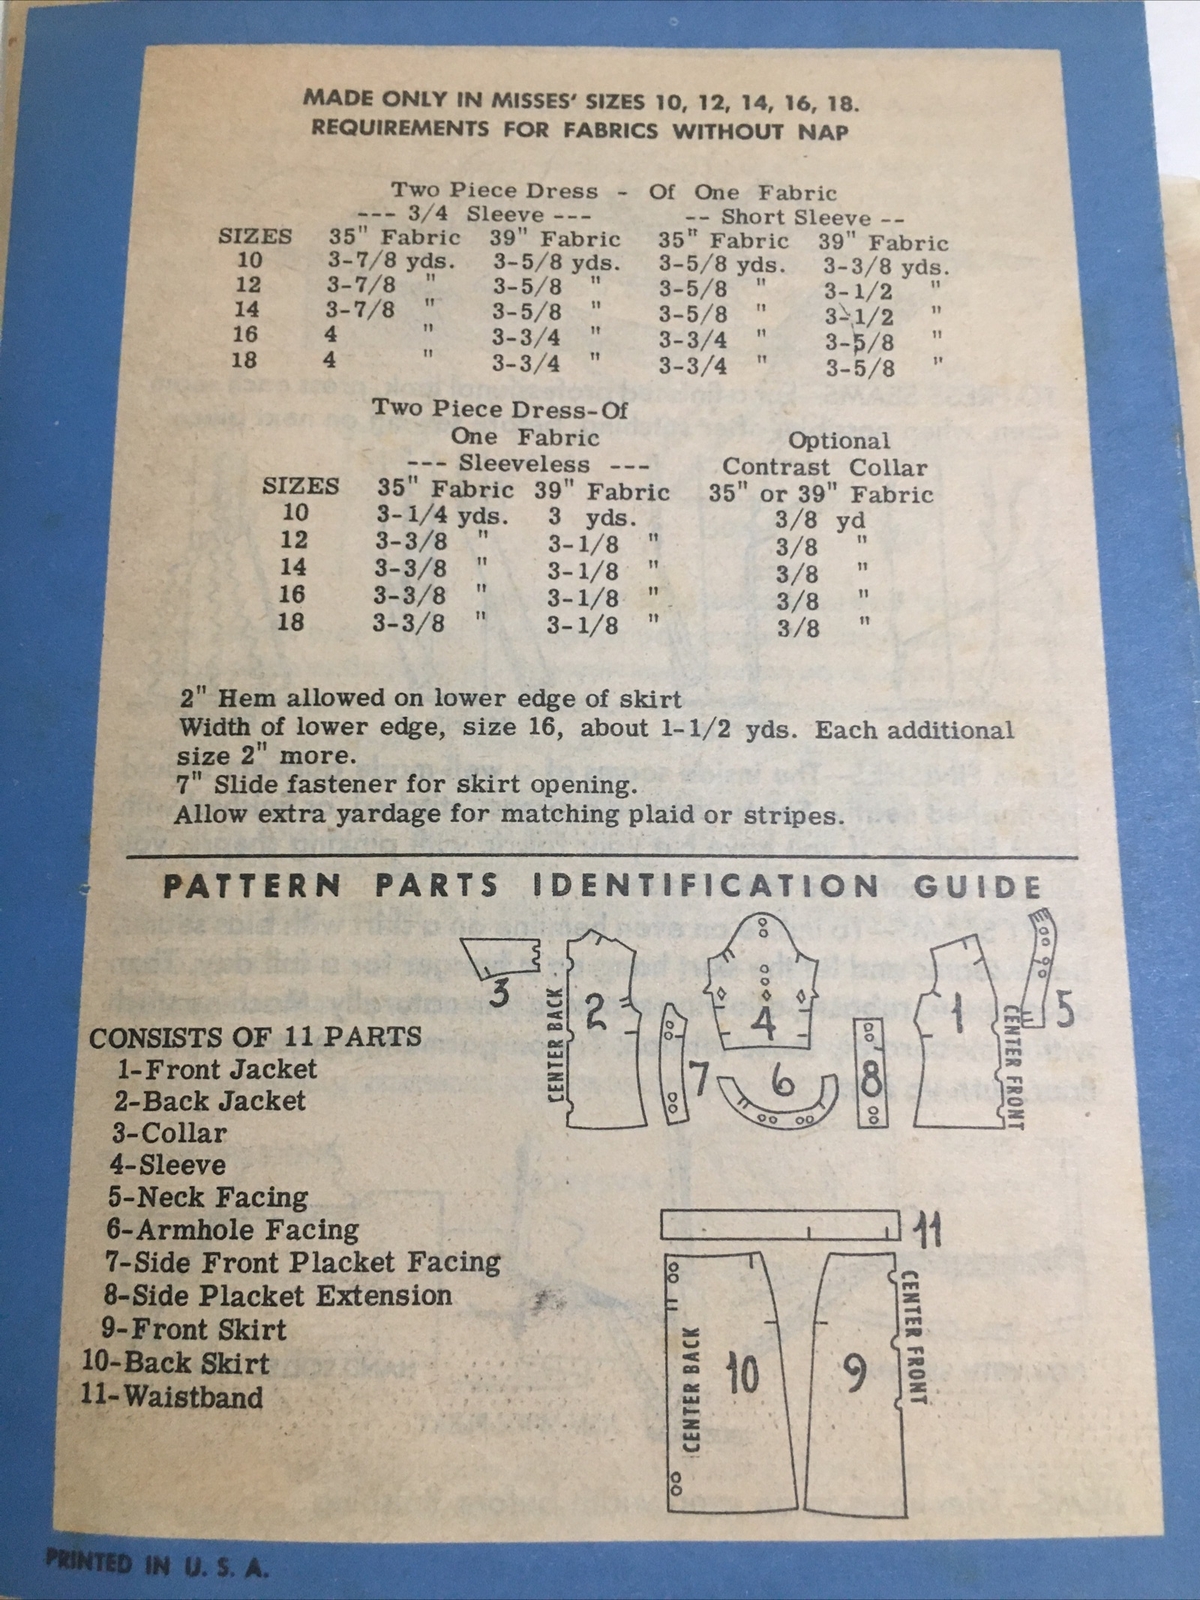 MADE ONLY IN MISSES' SIZES 10, 12, 14, 16, 18.
REQUIREMENTS FOR FABRICS WITHOUT NAP
Two Piece Dress - Of One Fabric
--- 3/4 Sleeve --- -- Short Sleeve --
SIZES 35" Fabric 39" Fabric 35" Fabric 39" Fabric
10 3-7/8 yds. 3-5/8 yds. 3-5/8 yds. 3-3/8 yds.
12 3-7/8 " 3-5/8 " 3-5/8 " 3-1/2 "
14 3-7/8 " 3-5/8 " 3-5/8 " 3-1/2 "
16 4 " 3-3/4 " 3-3/4 " 3-5/8 "
18 4 " 3-3/4 " 3-3/4 " 3-5/8 "
Two Piece Dress-Of
One Fabric Optional
--- Sleeveless --- Contrast Collar
SIZES 35" Fabric 39" Fabric 35" or 39" Fabric
10 3-1/4 yds. 3 yds. 3/8 yd
12 3-3/8 " 3-1/8 " 3/8 "
14 3-3/8 " 3-1/8 " 3/8 "
16 3-3/8 " 3-1/8 " 3/8 "
18 3-3/8 " 3-1/8 " 3/8 "
2" Hem allowed on lower edge of skirt
Width of lower edge, size 16, about 1-1/2 yds. Each additional
size 2" more.
7" Slide fastener for skirt opening.
Allow extra yardage for matching plaid or stripes.
PATTERN PARTS IDENTIFICATION GUIDE
CONSISTS OF 11 PARTS
1-Front Jacket
2-Back Jacket
3-Collar
4-Sleeve
5-Neck Facing
6-Armhole Facing
7-Side Front Placket Facing
8-Side Placket Extension
9-Front Skirt
10-Back Skirt
11-Waistband
3
CENTER BACK
2
7
4
6
8
1
CENTER FRONT
5
11
CENTER BACK
10
9
CENTER FRONT
PRINTED IN U. S. A.